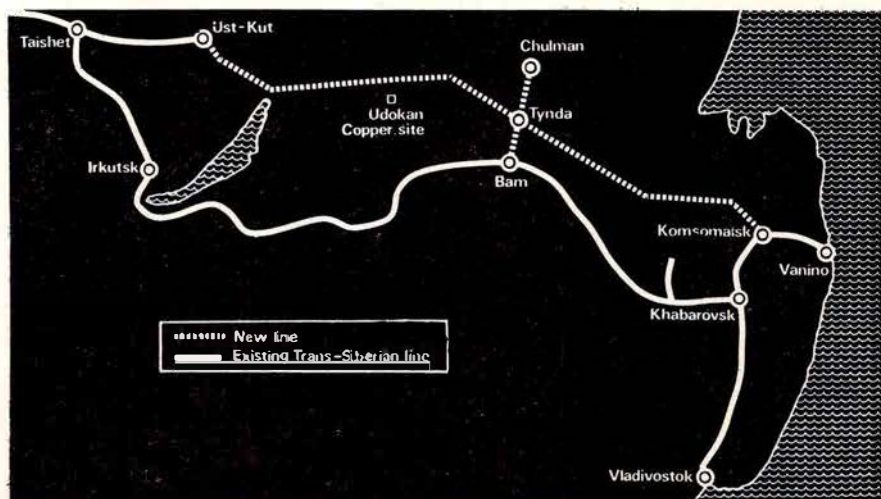 Taishet
Ust-Kut
Chulman
Udokan
Copper site
Tynda
Irkutsk
Bam
Komsomalsk
Vanino
Khabarovsk
New line
Existing Trans-Siberian line
Vladivostok